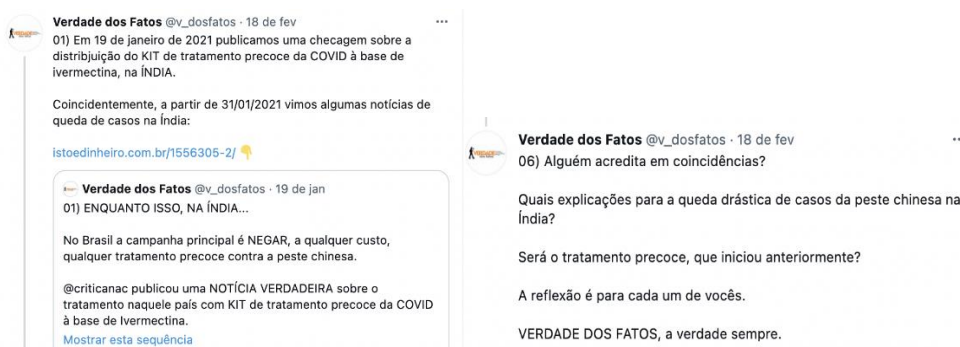 Verdade dos Fatos @v_dosfatos · 18 de fev
01) Em 19 de janeiro de 2021 publicamos uma checagem sobre a
distribjuição do KIT de tratamento precoce da COVID à base de
ivermectina, na ÍNDIA.
Coincidentemente, a partir de 31/01/2021 vimos algumas notícias de
queda de casos na Índia:
istoedinheiro.com.br/1556305-2/ 👇
Verdade dos Fatos @v_dosfatos · 19 de jan
01) ENQUANTO ISSO, NA ÍNDIA...
No Brasil a campanha principal é NEGAR, a qualquer custo,
qualquer tratamento precoce contra a peste chinesa.
@criticanac publicou uma NOTÍCIA VERDADEIRA sobre o
tratamento naquele país com KIT de tratamento precoce da COVID
à base de Ivermectina.
Mostrar esta sequência
Verdade dos Fatos @v_dosfatos · 18 de fev
06) Alguém acredita em coincidências?
Quais explicações para a queda drástica de casos da peste chinesa na
Índia?
Será o tratamento precoce, que iniciou anteriormente?
A reflexão é para cada um de vocês.
VERDADE DOS FATOS, a verdade sempre.